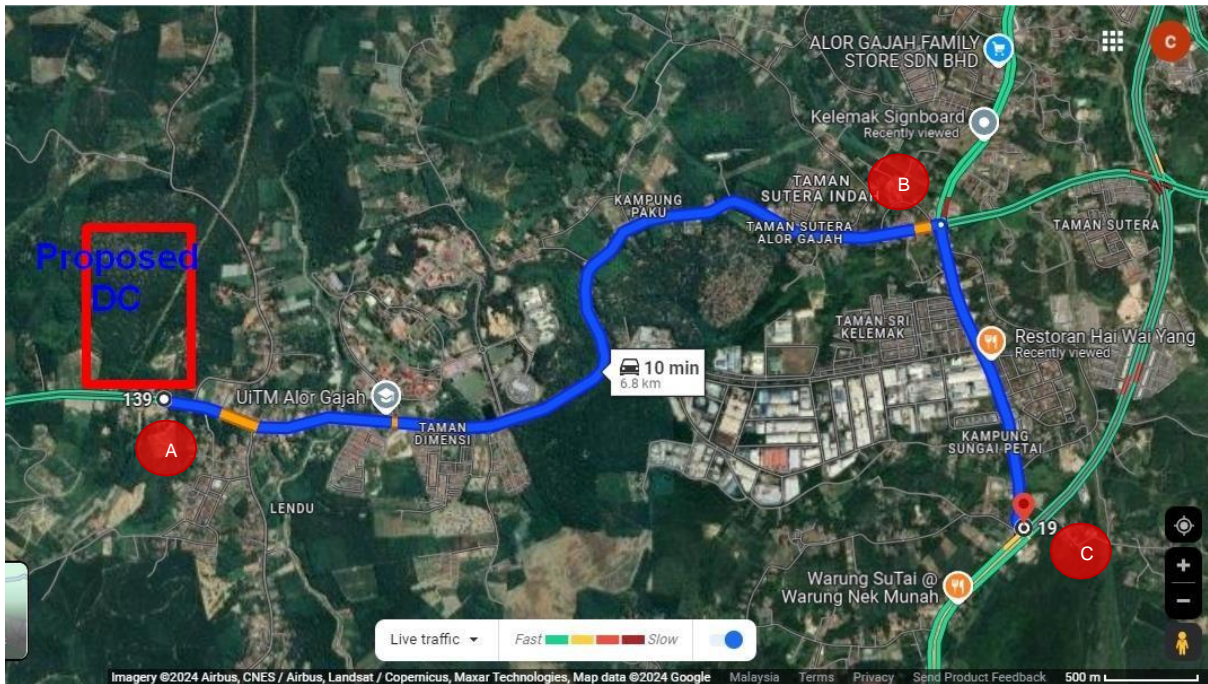 ALOR GAJAH FAMILY
STORE SDN BHD
C
Kelemak Signboard
Recently viewed
B
TAMAN
SUTERA INDAH
KAMPUNG
PAKU
TAMAN SUTERA
ALOR GAJAH
TAMAN SUTERA
Proposed
DC
TAMAN SRI
KELEMAK
Restoran Hai Wai Yang
Recently viewed
10 min
6.8 km
139
UiTM Alor Gajah
TAMAN
DIMENSI
KAMPUNG
SUNGAI PETAI
A
LENDU
19
C
Warung SuTai @
Warung Nek Munah
Live traffic
Fast
Slow
+
−
Imagery ©2024 Airbus, CNES / Airbus, Landsat / Copernicus, Maxar Technologies, Map data ©2024 Google Malaysia Terms Privacy Send Product Feedback 500 m